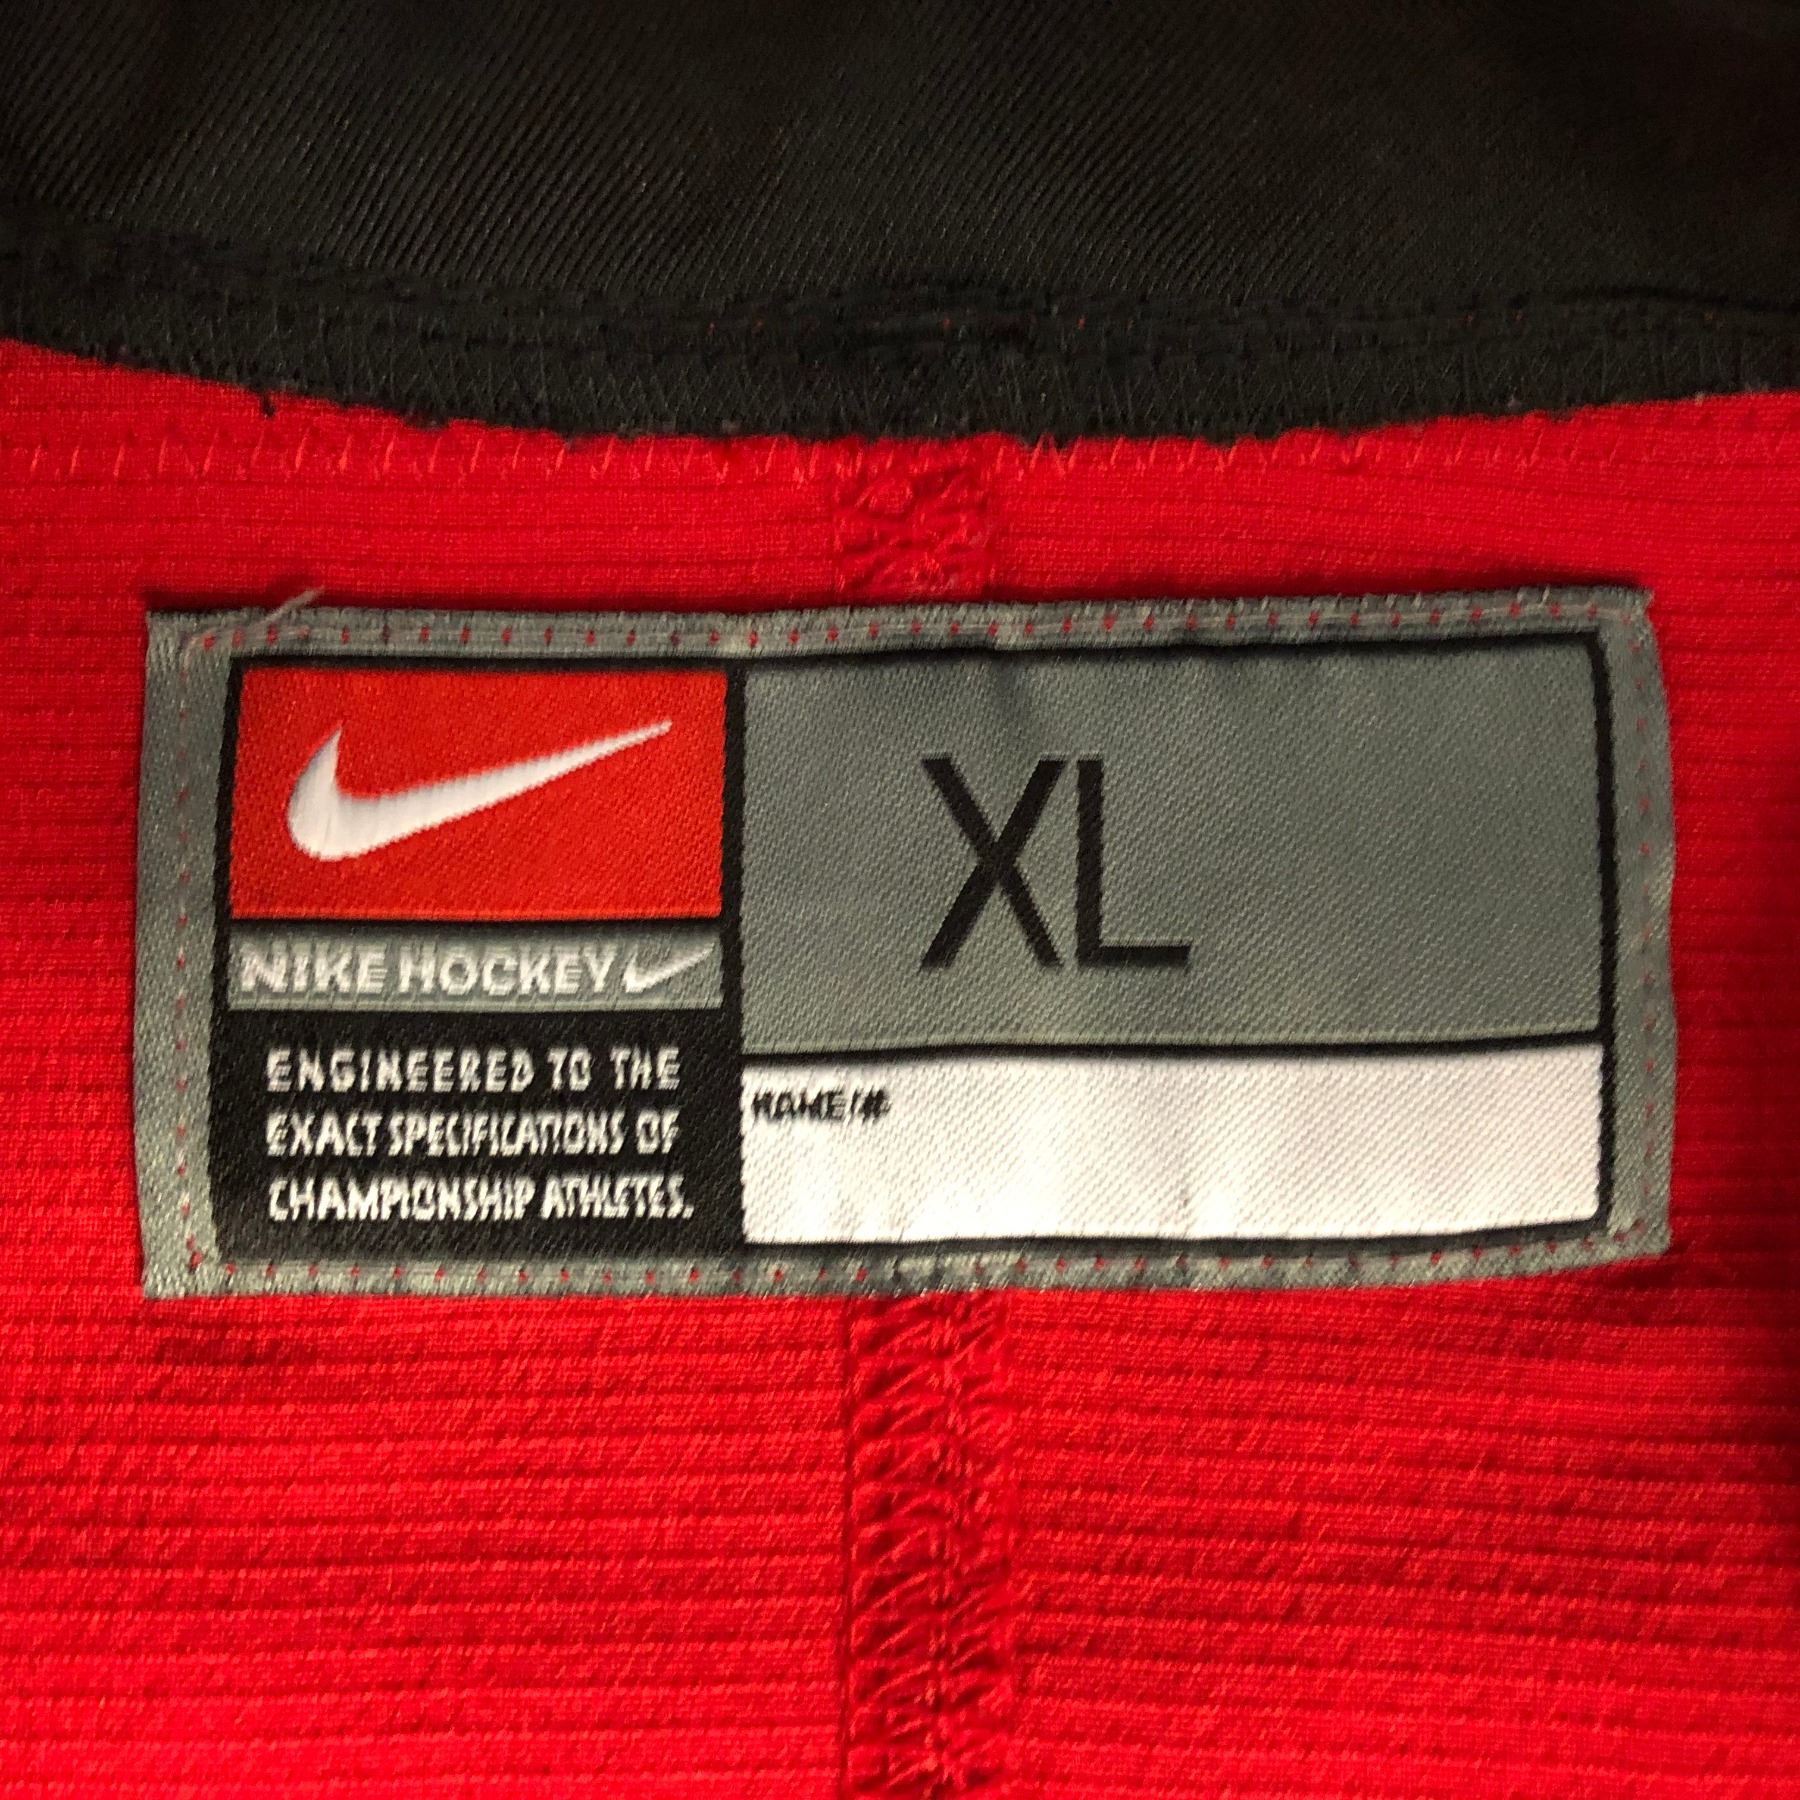 XL
NIKE HOCKEY
ENGINEERED TO THE
EXACT SPECIFICATIONS OF
CHAMPIONSHIP ATHLETES.
NAME/#